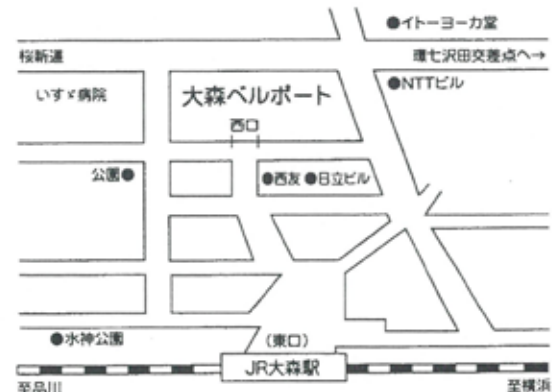 ●イトーヨーカ堂
桜新道
環七沢田交差点へ→
いすゞ病院
大森ベルポート
●NTTビル
西口
公園●
●西友 ●日立ビル
●水神公園
(東口)
JR大森駅
至品川
至横浜